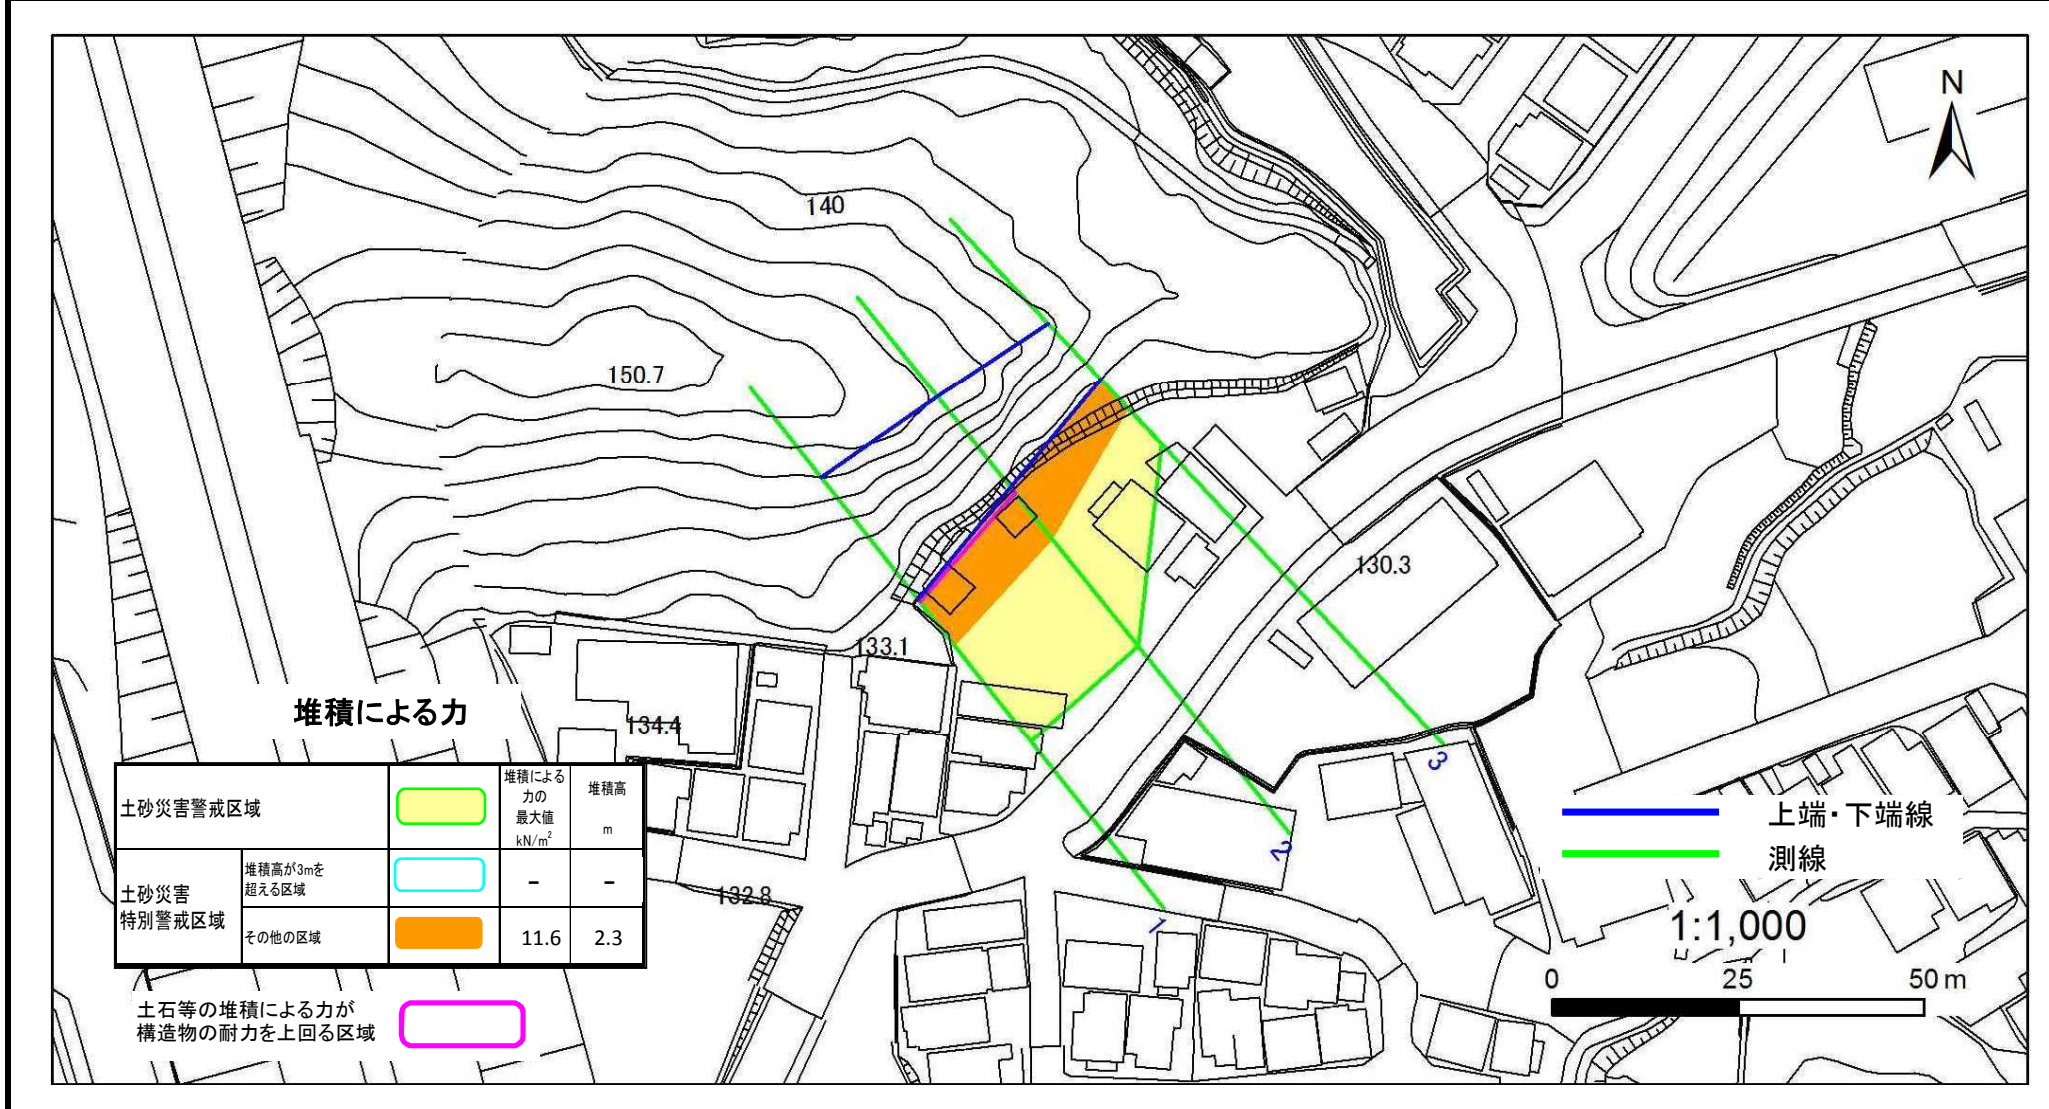 N
140
150.7
130.3
133.1
134.4
132.8
1
2
3
堆積による力
土砂災害警戒区域
堆積による
力の
最大値
kN/m²
堆積高
m
土砂災害
特別警戒区域
堆積高が3mを
超える区域
-
-
その他の区域
11.6
2.3
土石等の堆積による力が
構造物の耐力を上回る区域
上端・下端線
測線
1:1,000
0 25 50 m